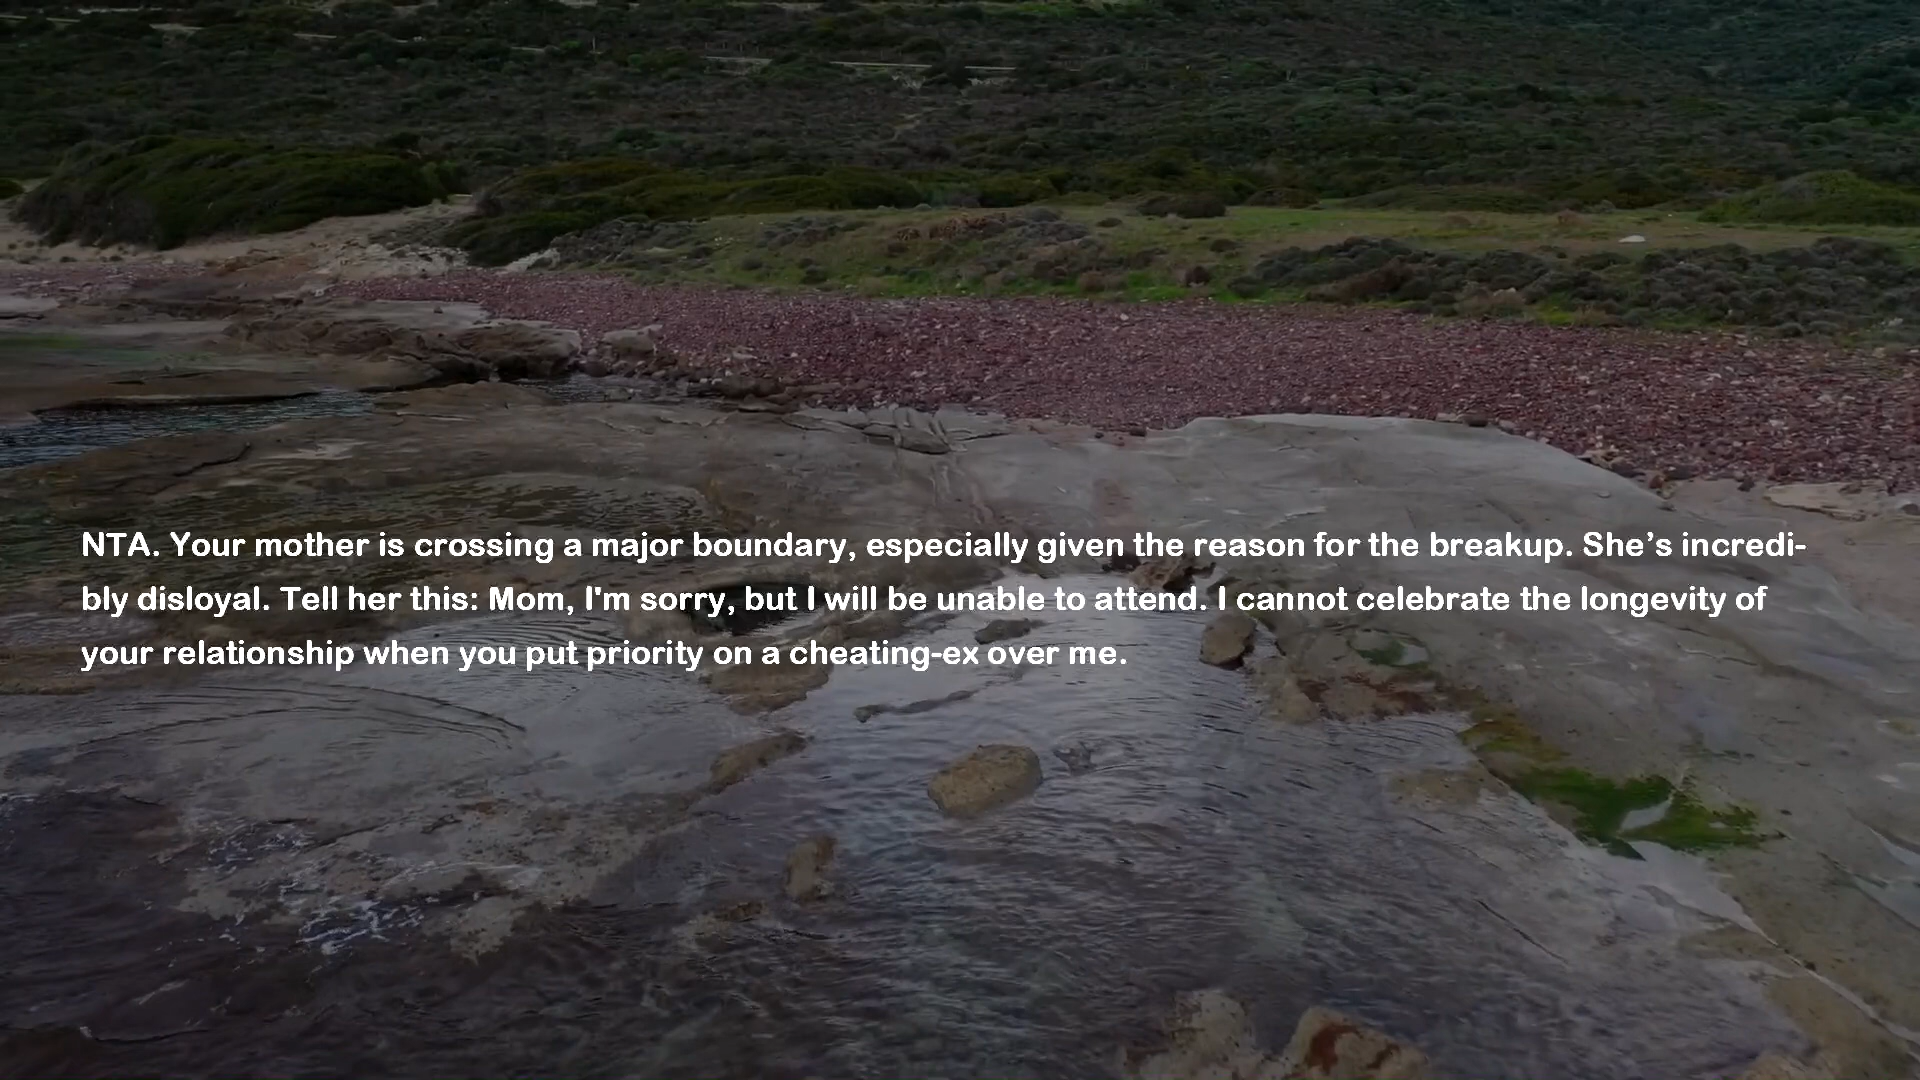 NTA. Your mother is crossing a major boundary, especially given the reason for the breakup. She’s incredi-
bly disloyal. Tell her this: Mom, I'm sorry, but I will be unable to attend. I cannot celebrate the longevity of
your relationship when you put priority on a cheating-ex over me.